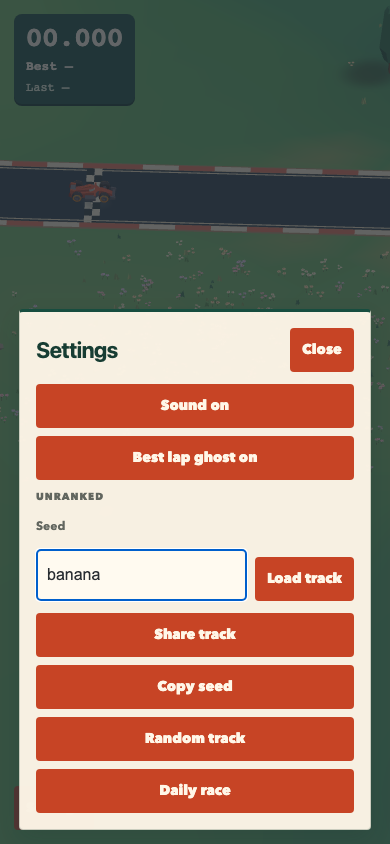 00.000
Best —
Last —
Settings
Close
Sound on
Best lap ghost on
UNRANKED
Seed
banana
Load track
Share track
Copy seed
Random track
Daily race